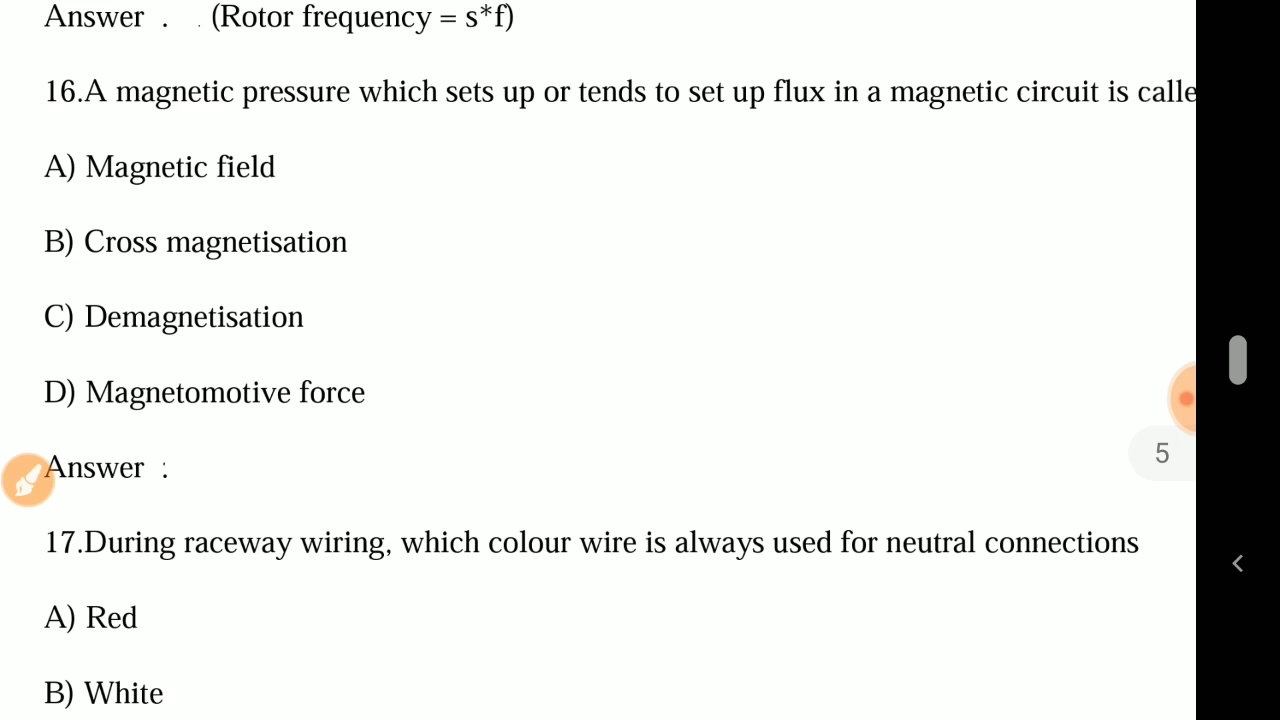 Answer . . (Rotor frequency = s*f)
16.A magnetic pressure which sets up or tends to set up flux in a magnetic circuit is calle
A) Magnetic field
B) Cross magnetisation
C) Demagnetisation
D) Magnetomotive force
5
Answer :
17.During raceway wiring, which colour wire is always used for neutral connections
A) Red
B) White